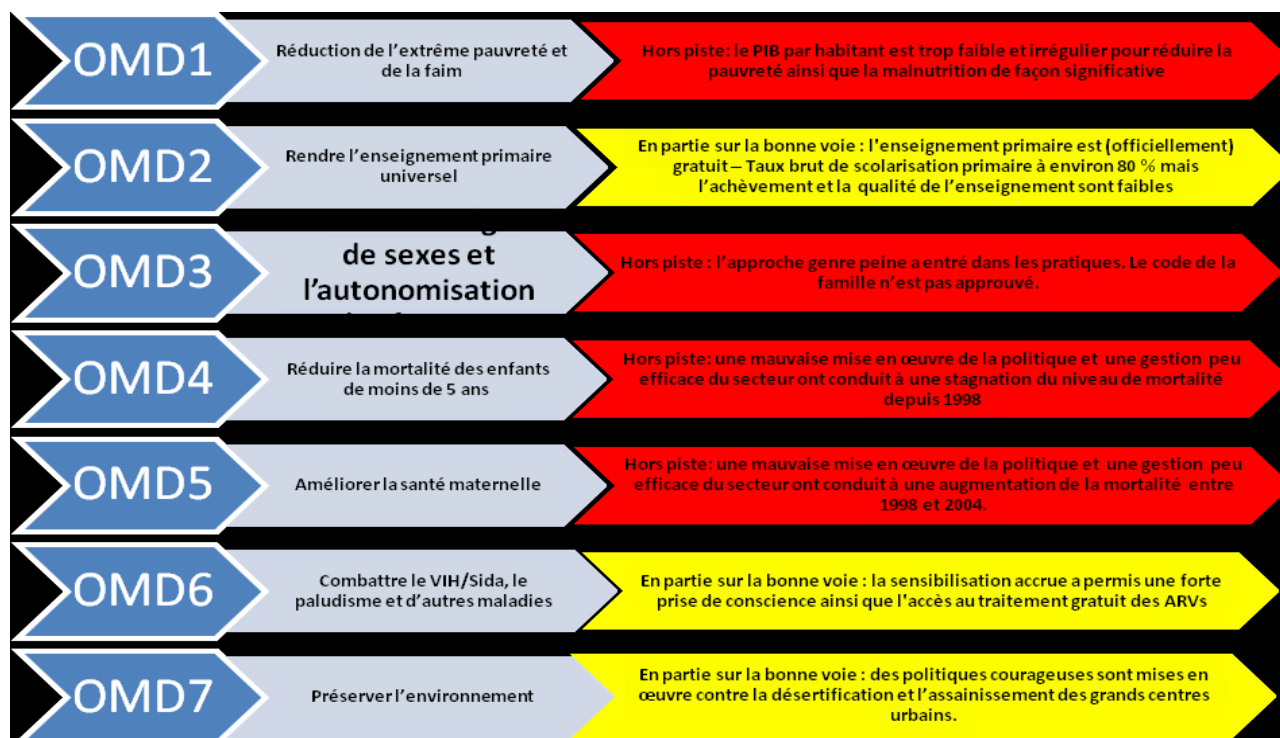 OMD1
Réduction de l'extrême pauvreté et
de la faim
Hors piste: le PIB par habitant est trop faible et irrégulier pour réduire la
pauvreté ainsi que la malnutrition de façon significative
OMD2
Rendre l'enseignement primaire
universel
En partie sur la bonne voie : l'enseignement primaire est (officiellement)
gratuit – Taux brut de scolarisation primaire à environ 80 % mais
l'achèvement et la qualité de l'enseignement sont faibles
OMD3
de sexes et
l'autonomisation
Hors piste : l'approche genre peine a entré dans les pratiques. Le code de la
famille n'est pas approuvé.
OMD4
Réduire la mortalité des enfants
de moins de 5 ans
Hors piste: une mauvaise mise en œuvre de la politique et une gestion peu
efficace du secteur ont conduit à une stagnation du niveau de mortalité
depuis 1998
OMD5
Améliorer la santé maternelle
Hors piste: une mauvaise mise en œuvre de la politique et une gestion peu
efficace du secteur ont conduit à une augmentation de la mortalité entre
1998 et 2004.
OMD6
Combattre le VIH/Sida, le
paludisme et d'autres maladies
En partie sur la bonne voie : la sensibilisation accrue a permis une forte
prise de conscience ainsi que l'accès au traitement gratuit des ARVs
OMD7
Préserver l'environnement
En partie sur la bonne voie : des politiques courageuses sont mises en
œuvre contre la désertification et l'assainissement des grands centres
urbains.